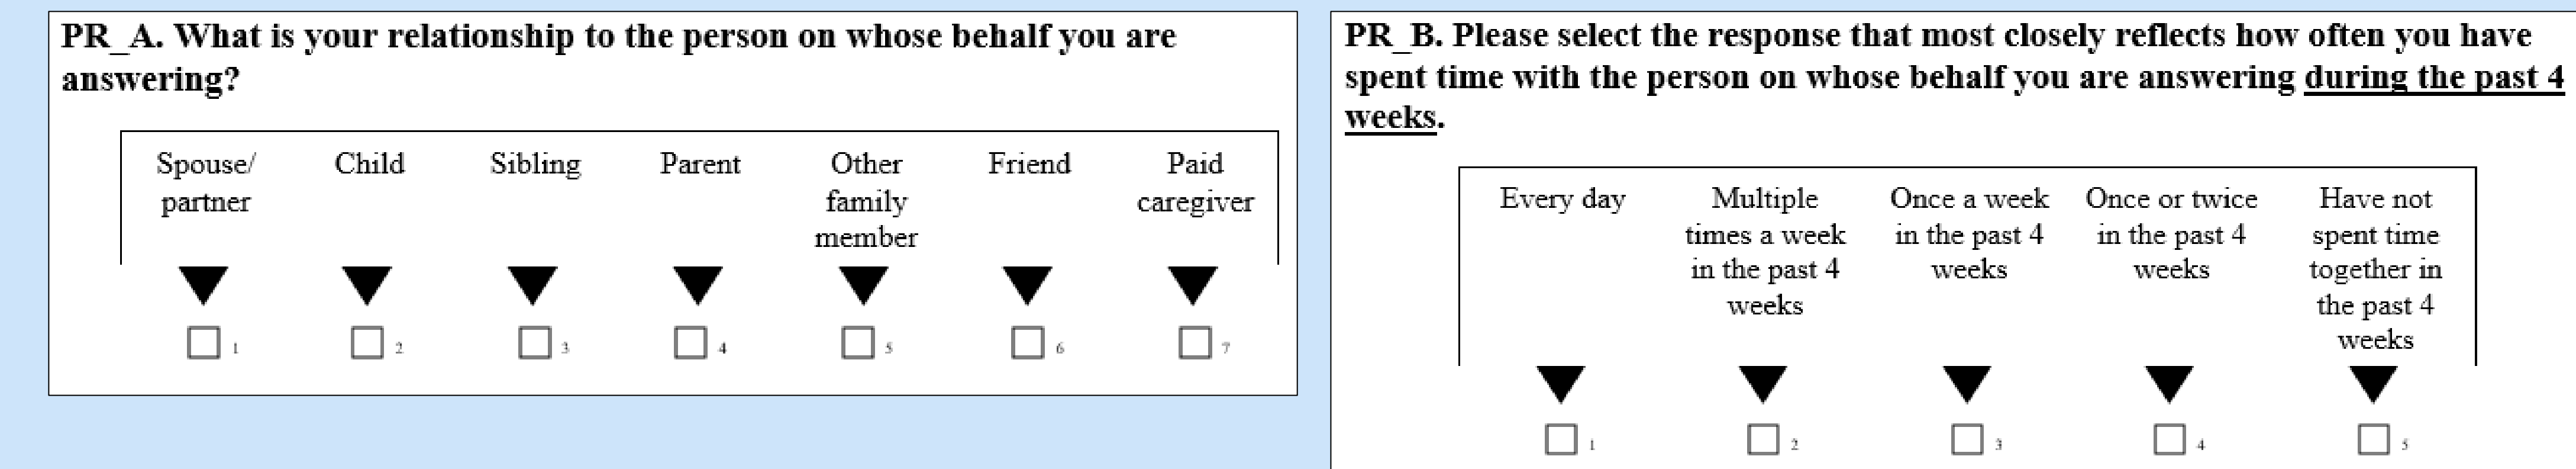 PR_A. What is your relationship to the person on whose behalf you are
answering?
Spouse/
partner
Child
Sibling
Parent
Other
family
member
Friend
Paid
caregiver
1 2 3 4 5 6 7
PR_B. Please select the response that most closely reflects how often you have
spent time with the person on whose behalf you are answering during the past 4
weeks.
Every day
Multiple
times a week
in the past 4
weeks
Once a week
in the past 4
weeks
Once or twice
in the past 4
weeks
Have not
spent time
together in
the past 4
weeks
1 2 3 4 5